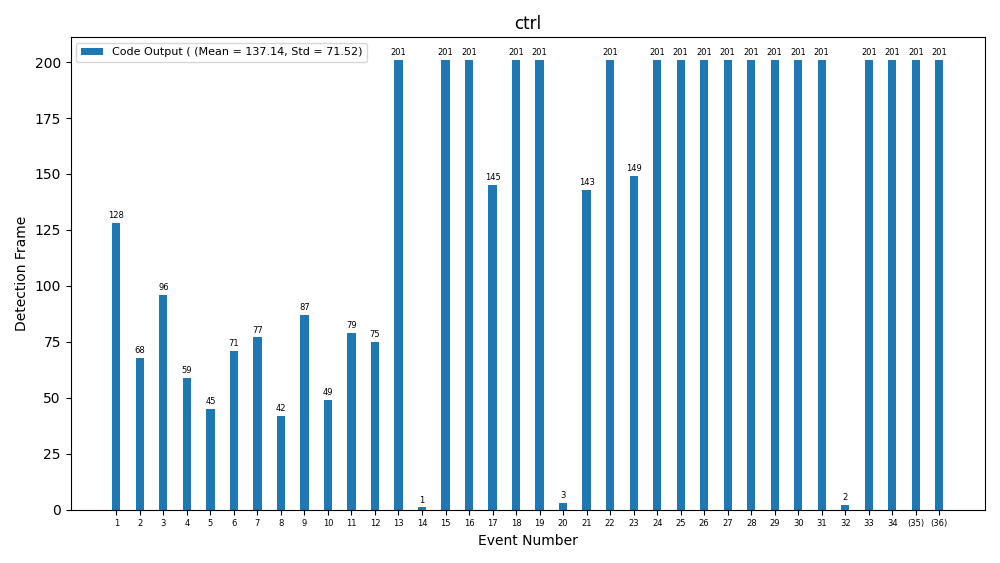 ctrl
Code Output ( (Mean = 137.14, Std = 71.52)
Detection Frame
200
175
150
125
100
75
50
25
0
128 68 96 59 45 71 77 42 87 49 79 75 201 1 201 201 145 201 201 3 143 201 149 201 201 201 201 201 201 201 201 2 201 201 201 201
1 2 3 4 5 6 7 8 9 10 11 12 13 14 15 16 17 18 19 20 21 22 23 24 25 26 27 28 29 30 31 32 33 34 (35) (36)
Event Number